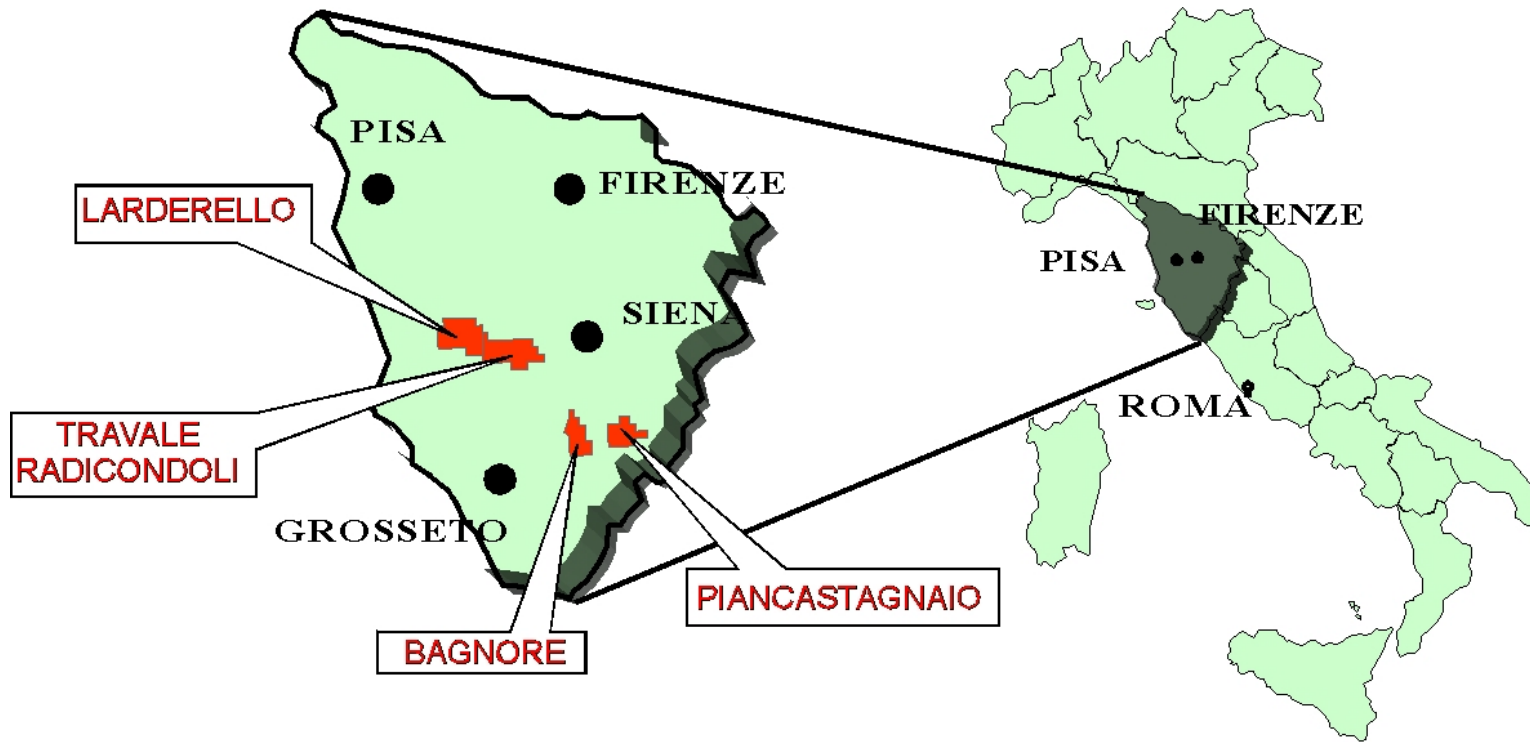 PISA
FIRENZE
LARDERELLO
SIENA
TRAVALE
RADICONDOLI
GROSSETO
BAGNORE
PIANCASTAGNAIO
FIRENZE
PISA
ROMA